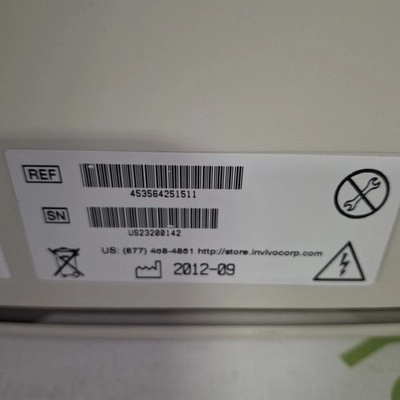 REF
453564251511
SN
US23200142
US: (877) 468-4861 http://store.invivocorp.com
2012-09